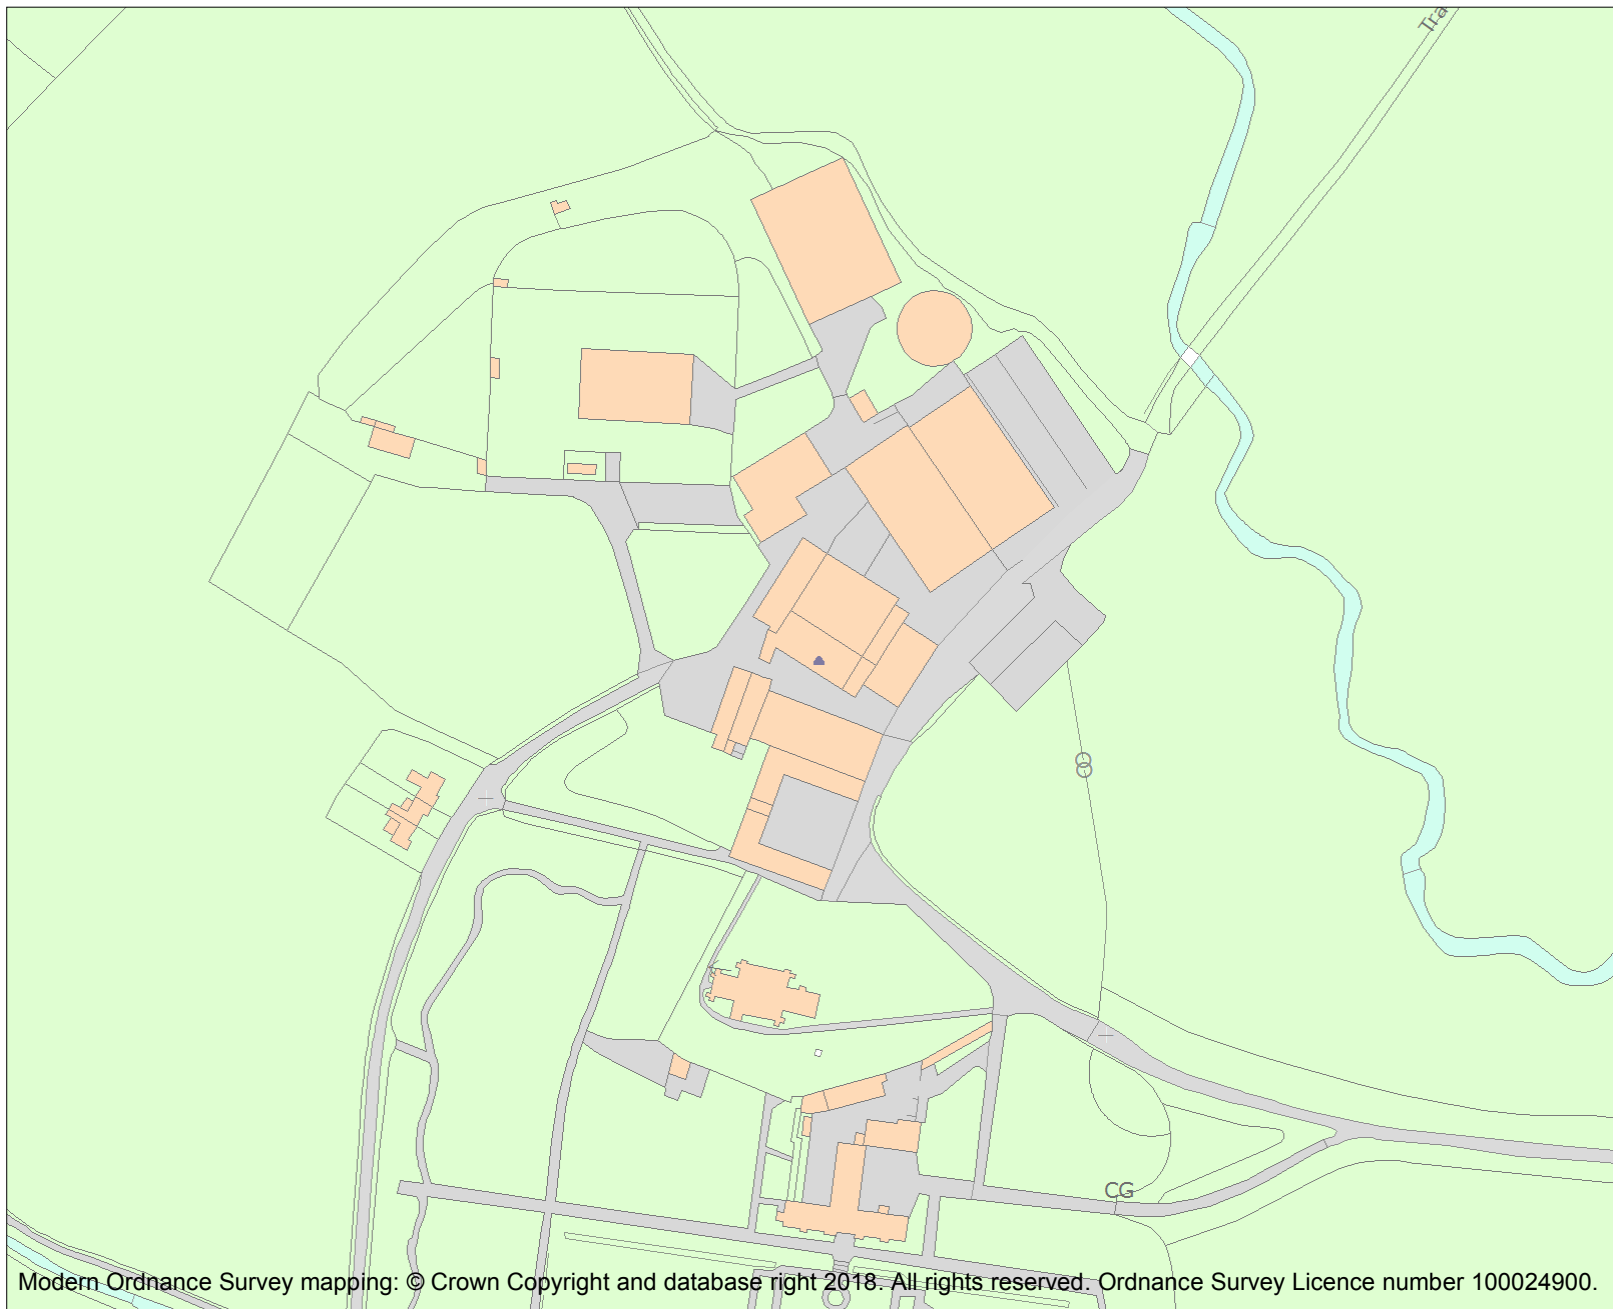 Tra
CG
Modern Ordnance Survey mapping: © Crown Copyright and database right 2018. All rights reserved. Ordnance Survey Licence number 100024900.